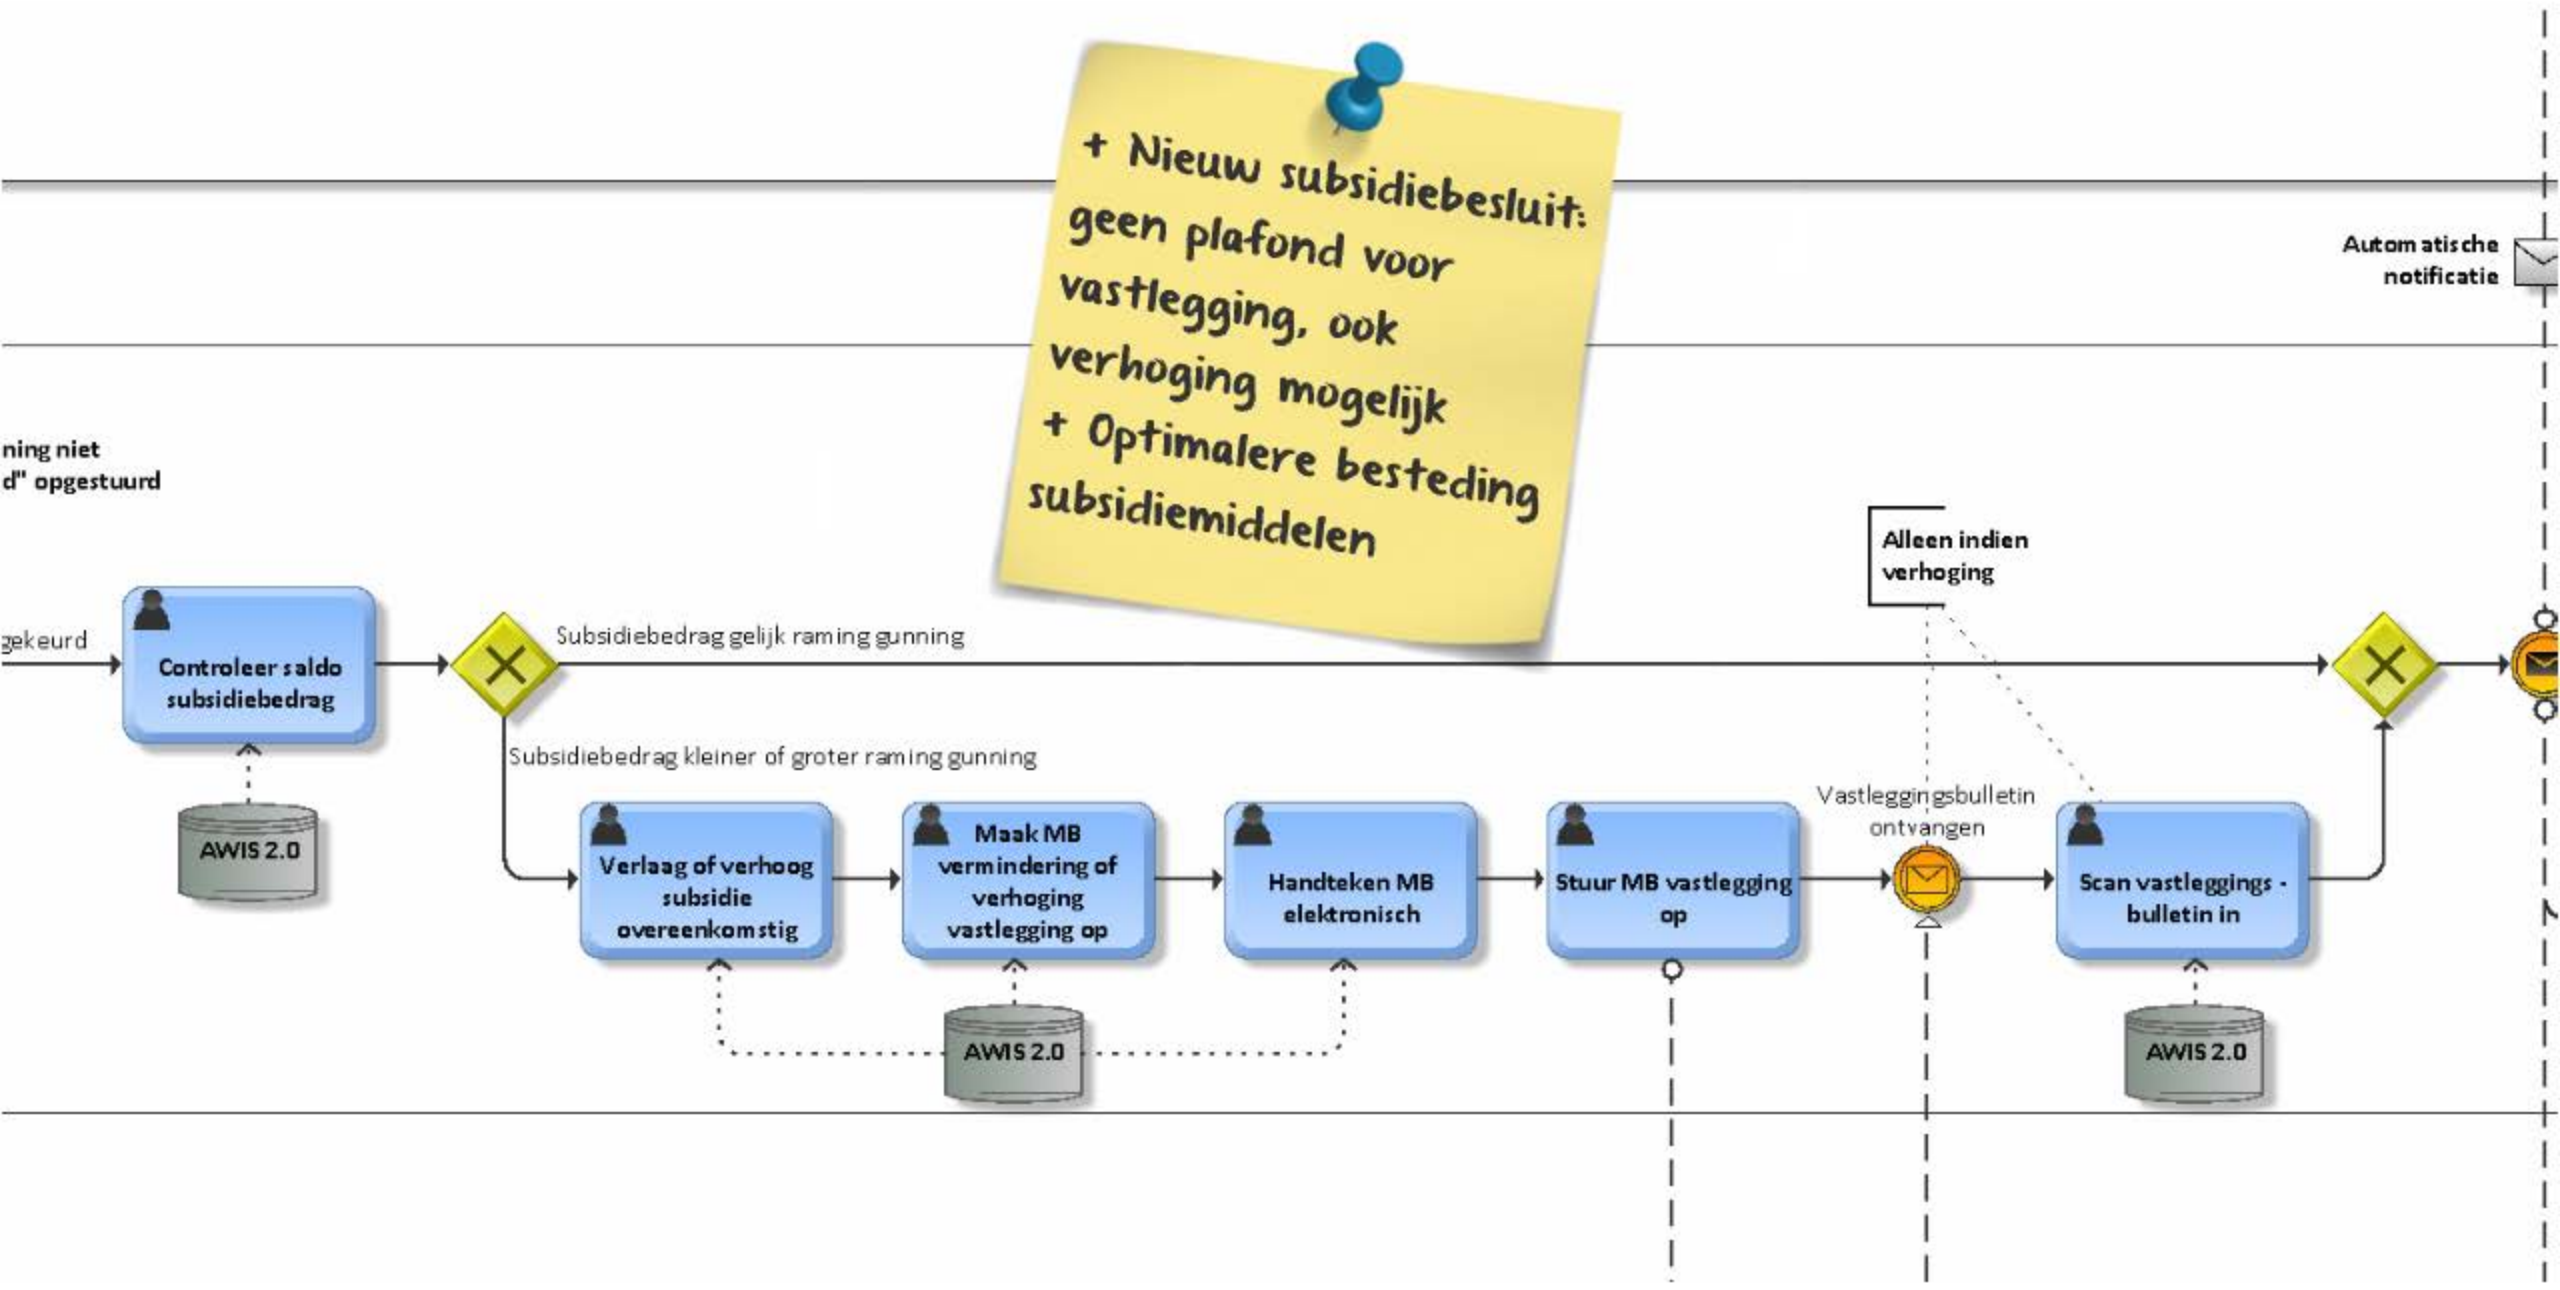 + Nieuw subsidiebesluit:
geen plafond voor
vastlegging, ook
verhoging mogelijk
+ Optimalere besteding
subsidiemiddelen
Automatische
notificatie
ning niet
d" opgestuurd
Alleen indien
verhoging
gekeurd
Controleer saldo
subsidiebedrag
Subsidiebedrag gelijk raming gunning
Subsidiebedrag kleiner of groter raming gunning
AWIS 2.0
Verlaag of verhoog
subsidie
overeenkomstig
Maak MB
vermindering of
verhoging
vastlegging op
Handteken MB
elektronisch
Stuur MB vastlegging
op
Vastleggingsbulletin
ontvangen
Scan vastleggings -
bulletin in
AWIS 2.0
AWIS 2.0